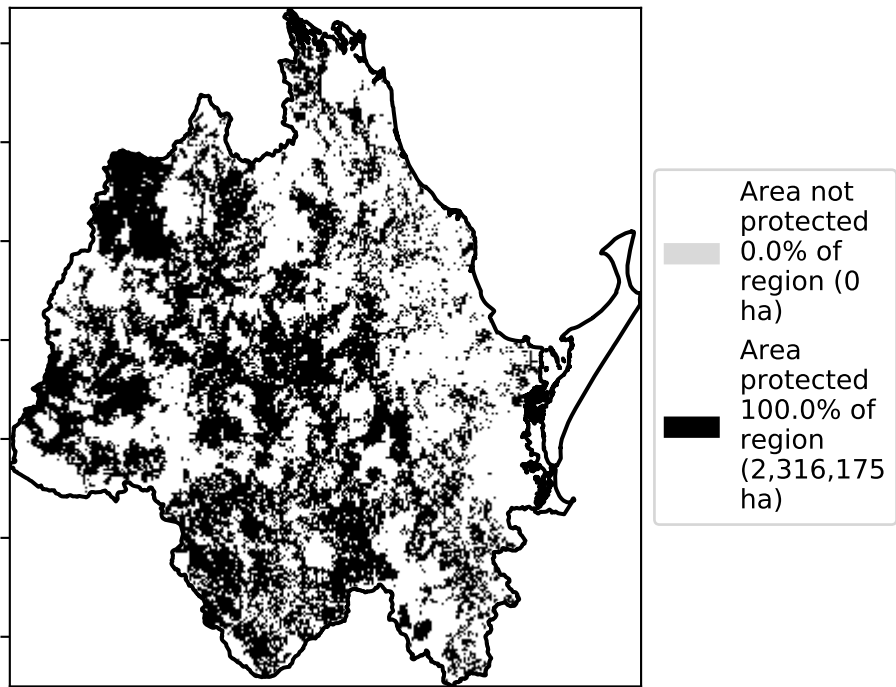 Area not
protected
0.0% of
region (0
ha)
Area
protected
100.0% of
region
(2,316,175
ha)